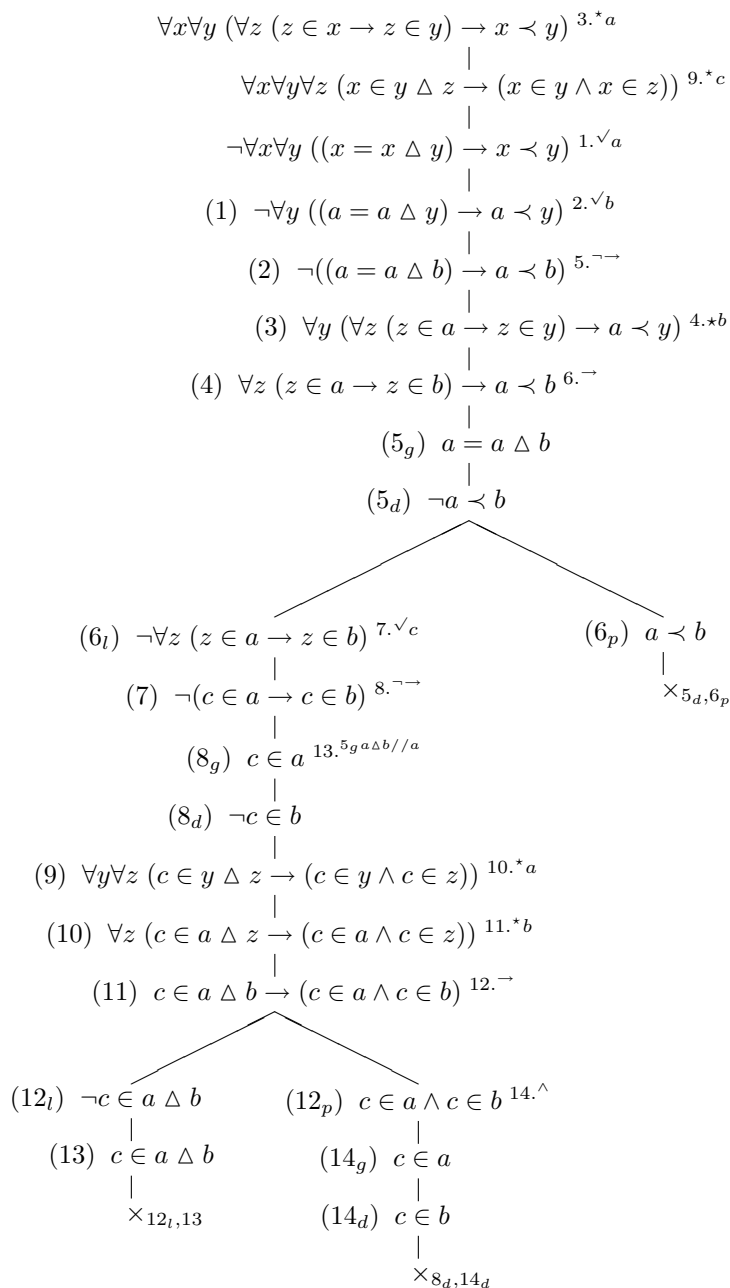 ∀x∀y (∀z (z ∈ x → z ∈ y) → x ≺ y) 3.⋆a
∀x∀y∀z (x ∈ y △ z → (x ∈ y ∧ x ∈ z)) 9.⋆c
¬∀x∀y ((x = x △ y) → x ≺ y) 1.√a
(1) ¬∀y ((a = a △ y) → a ≺ y) 2.√b
(2) ¬((a = a △ b) → a ≺ b) 5.¬→
(3) ∀y (∀z (z ∈ a → z ∈ y) → a ≺ y) 4.⋆b
(4) ∀z (z ∈ a → z ∈ b) → a ≺ b 6.→
(5g) a = a △ b
(5d) ¬a ≺ b
(6l) ¬∀z (z ∈ a → z ∈ b) 7.√c (6p) a ≺ b
(7) ¬(c ∈ a → c ∈ b) 8.¬→ ×5d,6p
(8g) c ∈ a 13.5g a△b//a
(8d) ¬c ∈ b
(9) ∀y∀z (c ∈ y △ z → (c ∈ y ∧ c ∈ z)) 10.⋆a
(10) ∀z (c ∈ a △ z → (c ∈ a ∧ c ∈ z)) 11.⋆b
(11) c ∈ a △ b → (c ∈ a ∧ c ∈ b) 12.→
(12l) ¬c ∈ a △ b (12p) c ∈ a ∧ c ∈ b 14.∧
(13) c ∈ a △ b (14g) c ∈ a
×12l,13 (14d) c ∈ b
×8d,14d